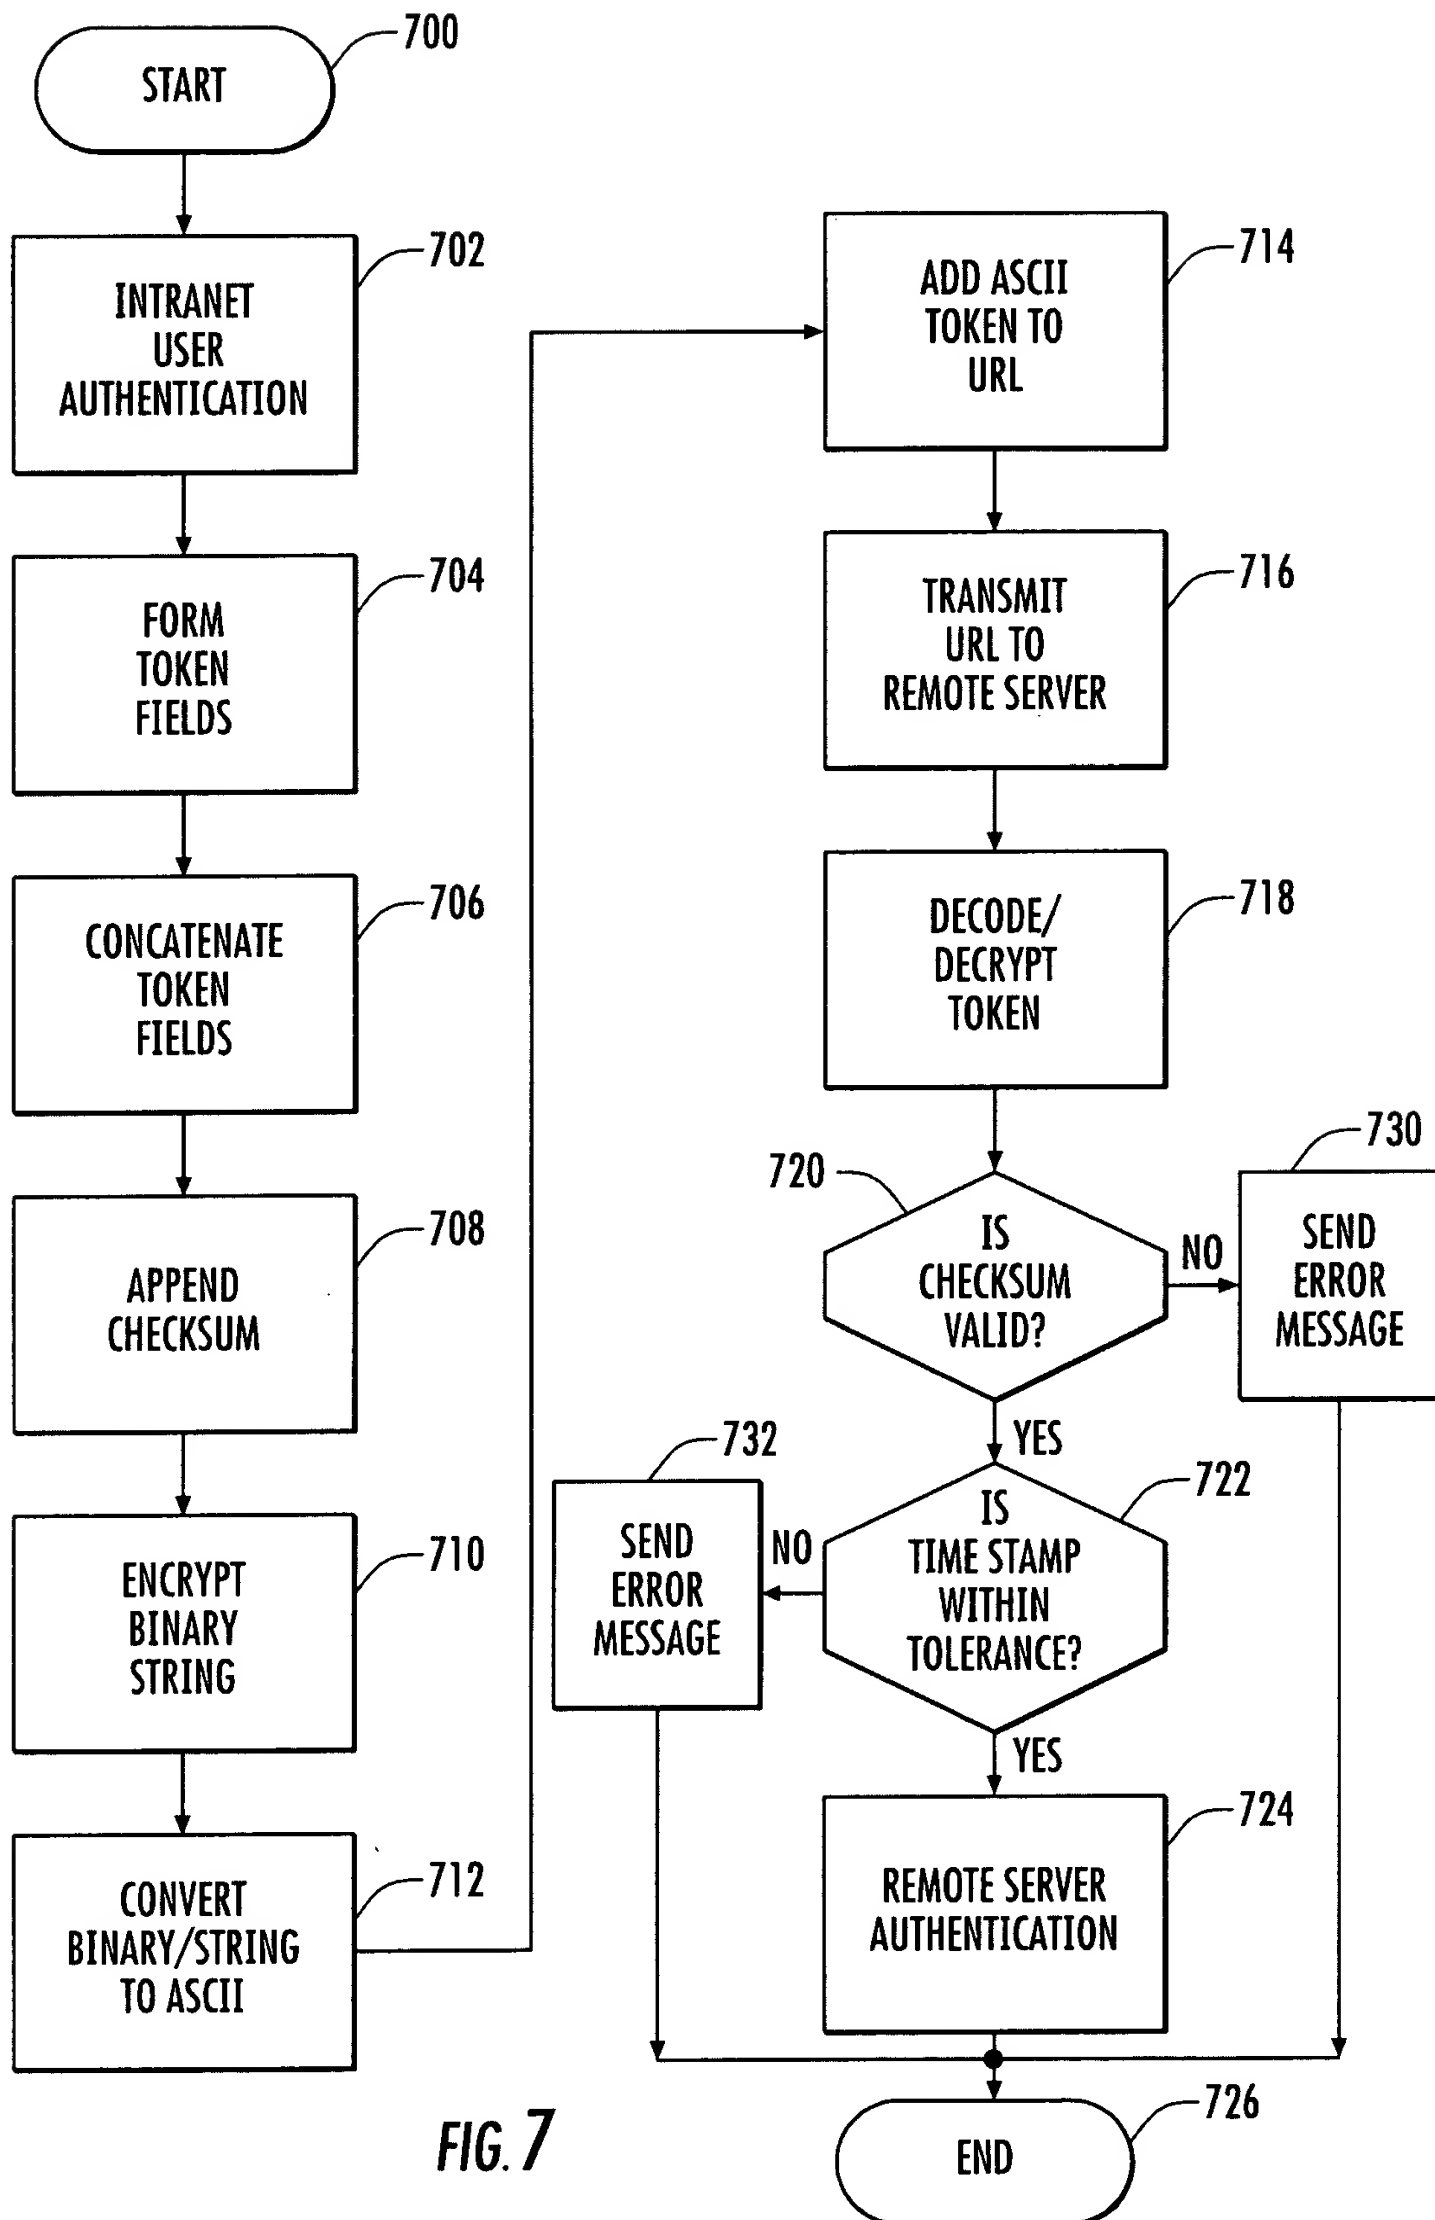 700
START
702
INTRANET
USER
AUTHENTICATION
704
FORM
TOKEN
FIELDS
706
CONCATENATE
TOKEN
FIELDS
708
APPEND
CHECKSUM
710
ENCRYPT
BINARY
STRING
712
CONVERT
BINARY/STRING
TO ASCII
714
ADD ASCII
TOKEN TO
URL
716
TRANSMIT
URL TO
REMOTE SERVER
718
DECODE/
DECRYPT
TOKEN
720
IS
CHECKSUM
VALID?
NO
730
SEND
ERROR
MESSAGE
YES
722
IS
TIME STAMP
WITHIN
TOLERANCE?
NO
732
SEND
ERROR
MESSAGE
YES
724
REMOTE SERVER
AUTHENTICATION
726
END
FIG. 7